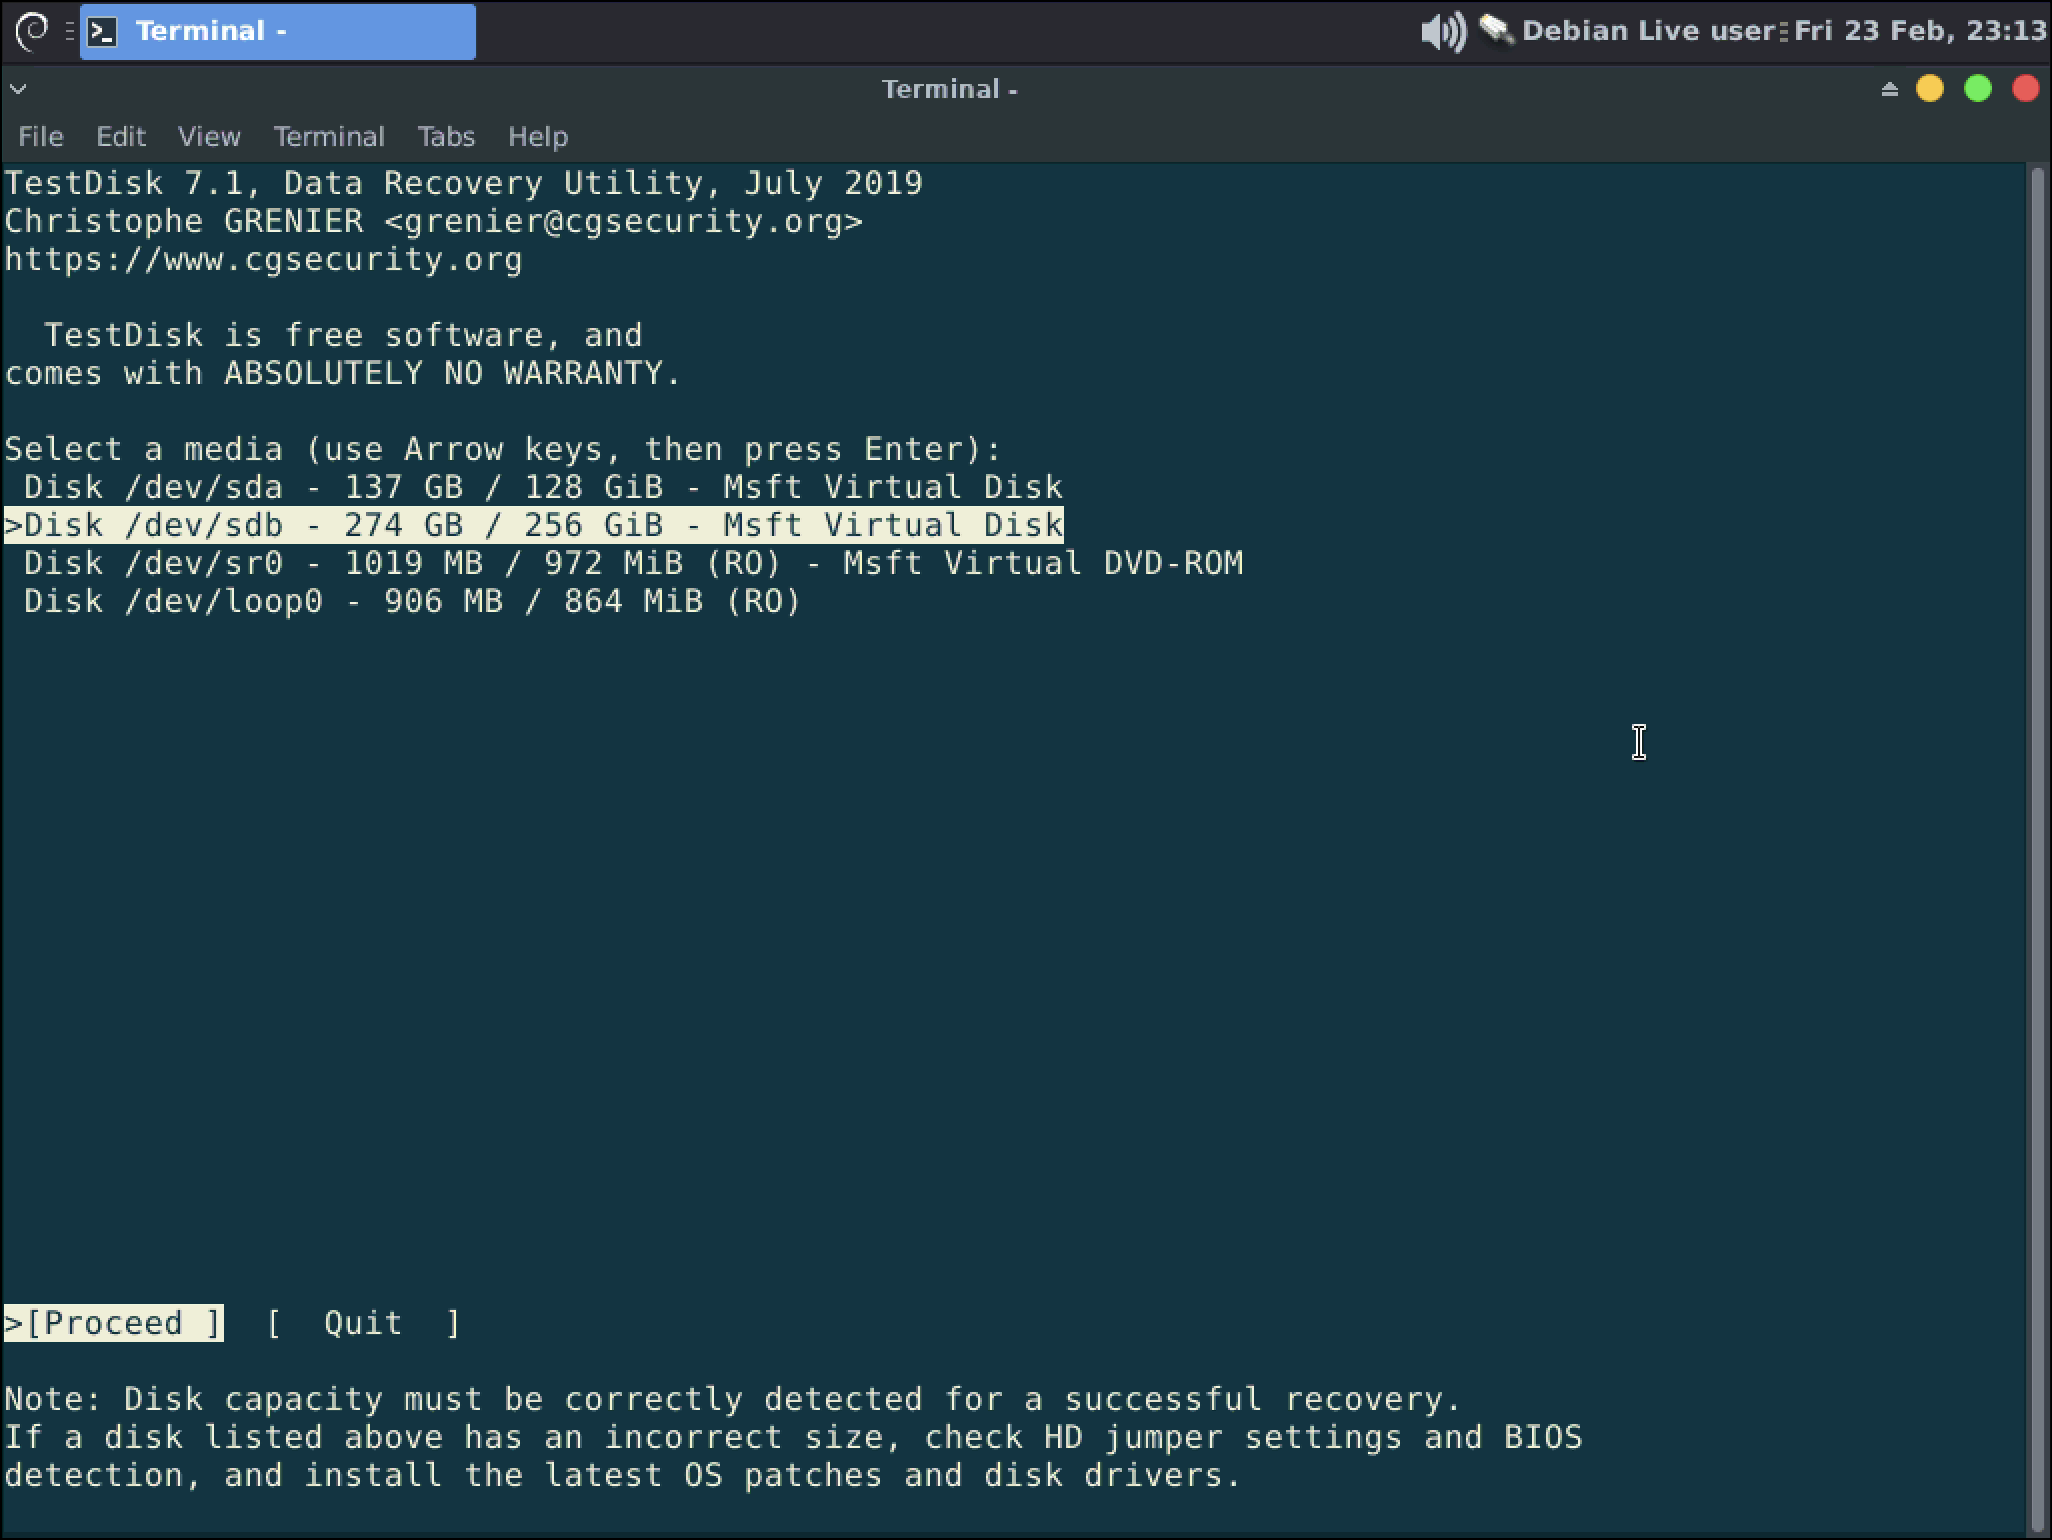 Terminal - Debian Live user Fri 23 Feb, 23:13
Terminal -
File Edit View Terminal Tabs Help
TestDisk 7.1, Data Recovery Utility, July 2019
Christophe GRENIER <grenier@cgsecurity.org>
https://www.cgsecurity.org
TestDisk is free software, and
comes with ABSOLUTELY NO WARRANTY.
Select a media (use Arrow keys, then press Enter):
Disk /dev/sda - 137 GB / 128 GiB - Msft Virtual Disk
>Disk /dev/sdb - 274 GB / 256 GiB - Msft Virtual Disk
Disk /dev/sr0 - 1019 MB / 972 MiB (RO) - Msft Virtual DVD-ROM
Disk /dev/loop0 - 906 MB / 864 MiB (RO)
>[Proceed ] [ Quit ]
Note: Disk capacity must be correctly detected for a successful recovery.
If a disk listed above has an incorrect size, check HD jumper settings and BIOS
detection, and install the latest OS patches and disk drivers.